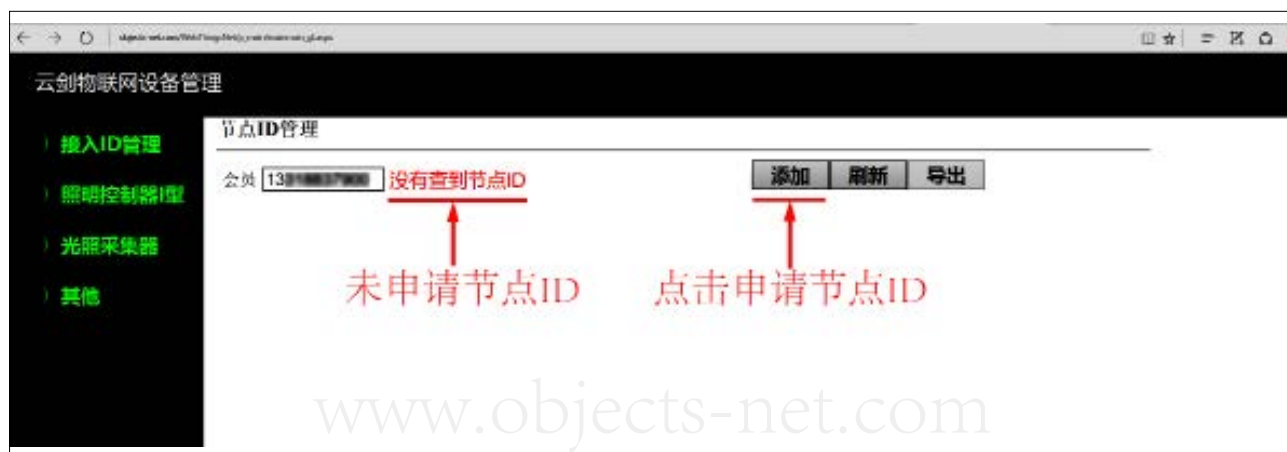 云剑物联网设备管理
接入ID管理
照明控制器I型
光照采集器
其他
节点ID管理
会员 13 没有查到节点ID
添加 刷新 导出
未申请节点ID
点击申请节点ID
www.objects-net.com